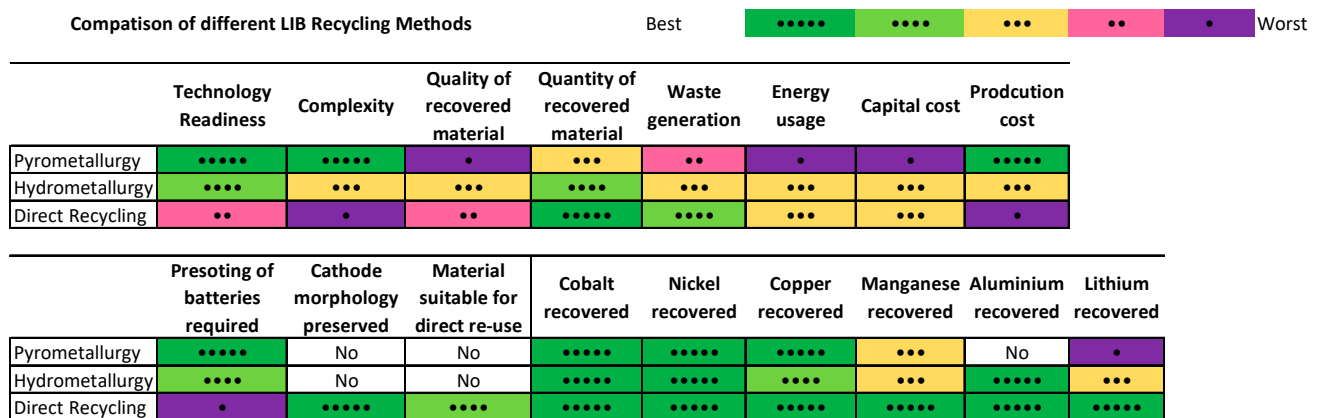 Compatison of different LIB Recycling Methods Best ••••• •••• ••• •• • Worst
Technology Readiness Complexity Quality of recovered material Quantity of recovered material Waste generation Energy usage Capital cost Prodcution cost
Pyrometallurgy ••••• ••••• • ••• •• • • •••••
Hydrometallurgy •••• ••• ••• •••• ••• ••• ••• •••
Direct Recycling •• • •• ••••• •••• ••• ••• •
Presoting of batteries required Cathode morphology preserved Material suitable for direct re-use Cobalt recovered Nickel recovered Copper recovered Manganese recovered Aluminium recovered Lithium recovered
Pyrometallurgy ••••• No No ••••• ••••• ••••• ••• No •
Hydrometallurgy •••• No No ••••• ••••• •••• ••• ••••• •••
Direct Recycling • ••••• •••• ••••• ••••• ••••• ••••• ••••• •••••